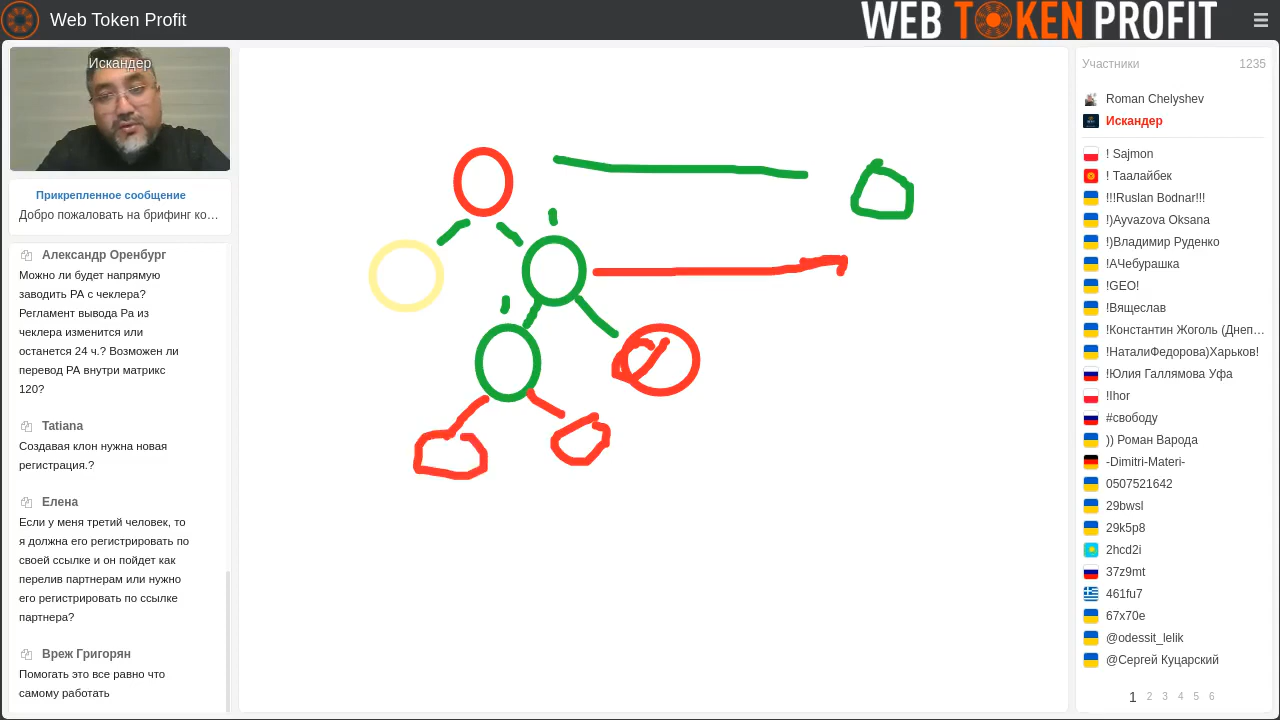 Web Token Profit
WEB TOKEN PROFIT
Искандер
Прикрепленное сообщение
Добро пожаловать на брифинг ко…
Александр Оренбург
Можно ли будет напрямую
заводить РА с чеклера?
Регламент вывода Ра из
чеклера изменится или
останется 24 ч.? Возможен ли
перевод РА внутри матрикс
120?
Tatiana
Создавая клон нужна новая
регистрация.?
Елена
Если у меня третий человек, то
я должна его регистрировать по
своей ссылке и он пойдет как
перелив партнерам или нужно
его регистрировать по ссылке
партнера?
Вреж Григорян
Помогать это все равно что
самому работать
Участники 1235
Roman Chelyshev
Искандер
! Sajmon
! Таалайбек
!!!Ruslan Bodnar!!!
!)Ayvazova Oksana
!)Владимир Руденко
!АЧебурашка
!GEO!
!Вящеслав
!Константин Жоголь (Днеп…
!НаталиФедорова)Харьков!
!Юлия Галлямова Уфа
!Ihor
#свободу
)) Роман Варода
-Dimitri-Materi-
0507521642
29bwsl
29k5p8
2hcd2i
37z9mt
461fu7
67x70e
@odessit_lelik
@Сергей Куцарский
1 2 3 4 5 6